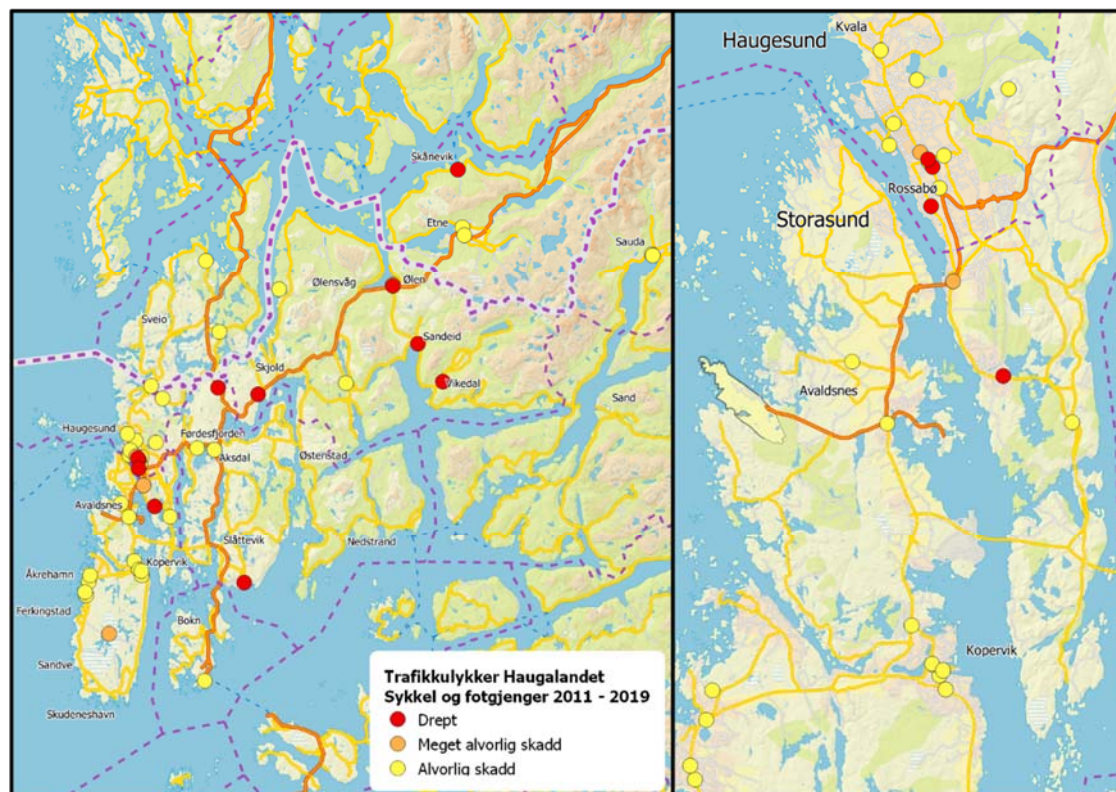 Skånevik
Etne
Sauda
Ølen
Ølensvåg
Sveio
Sandeid
Skjold
Vikedal
Sand
Haugesund
Førdesfjorden
Aksdal
Østenstad
Avaldsnes
Slåttevik
Nedstrand
Kopervik
Åkrehamn
Ferkingstad
Bokn
Sandve
Skudeneshavn
Trafikkulykker Haugalandet
Sykkel og fotgjenger 2011 - 2019
Drept
Meget alvorlig skadd
Alvorlig skadd
Kvala
Haugesund
Rossabø
Storasund
Avaldsnes
Kopervik